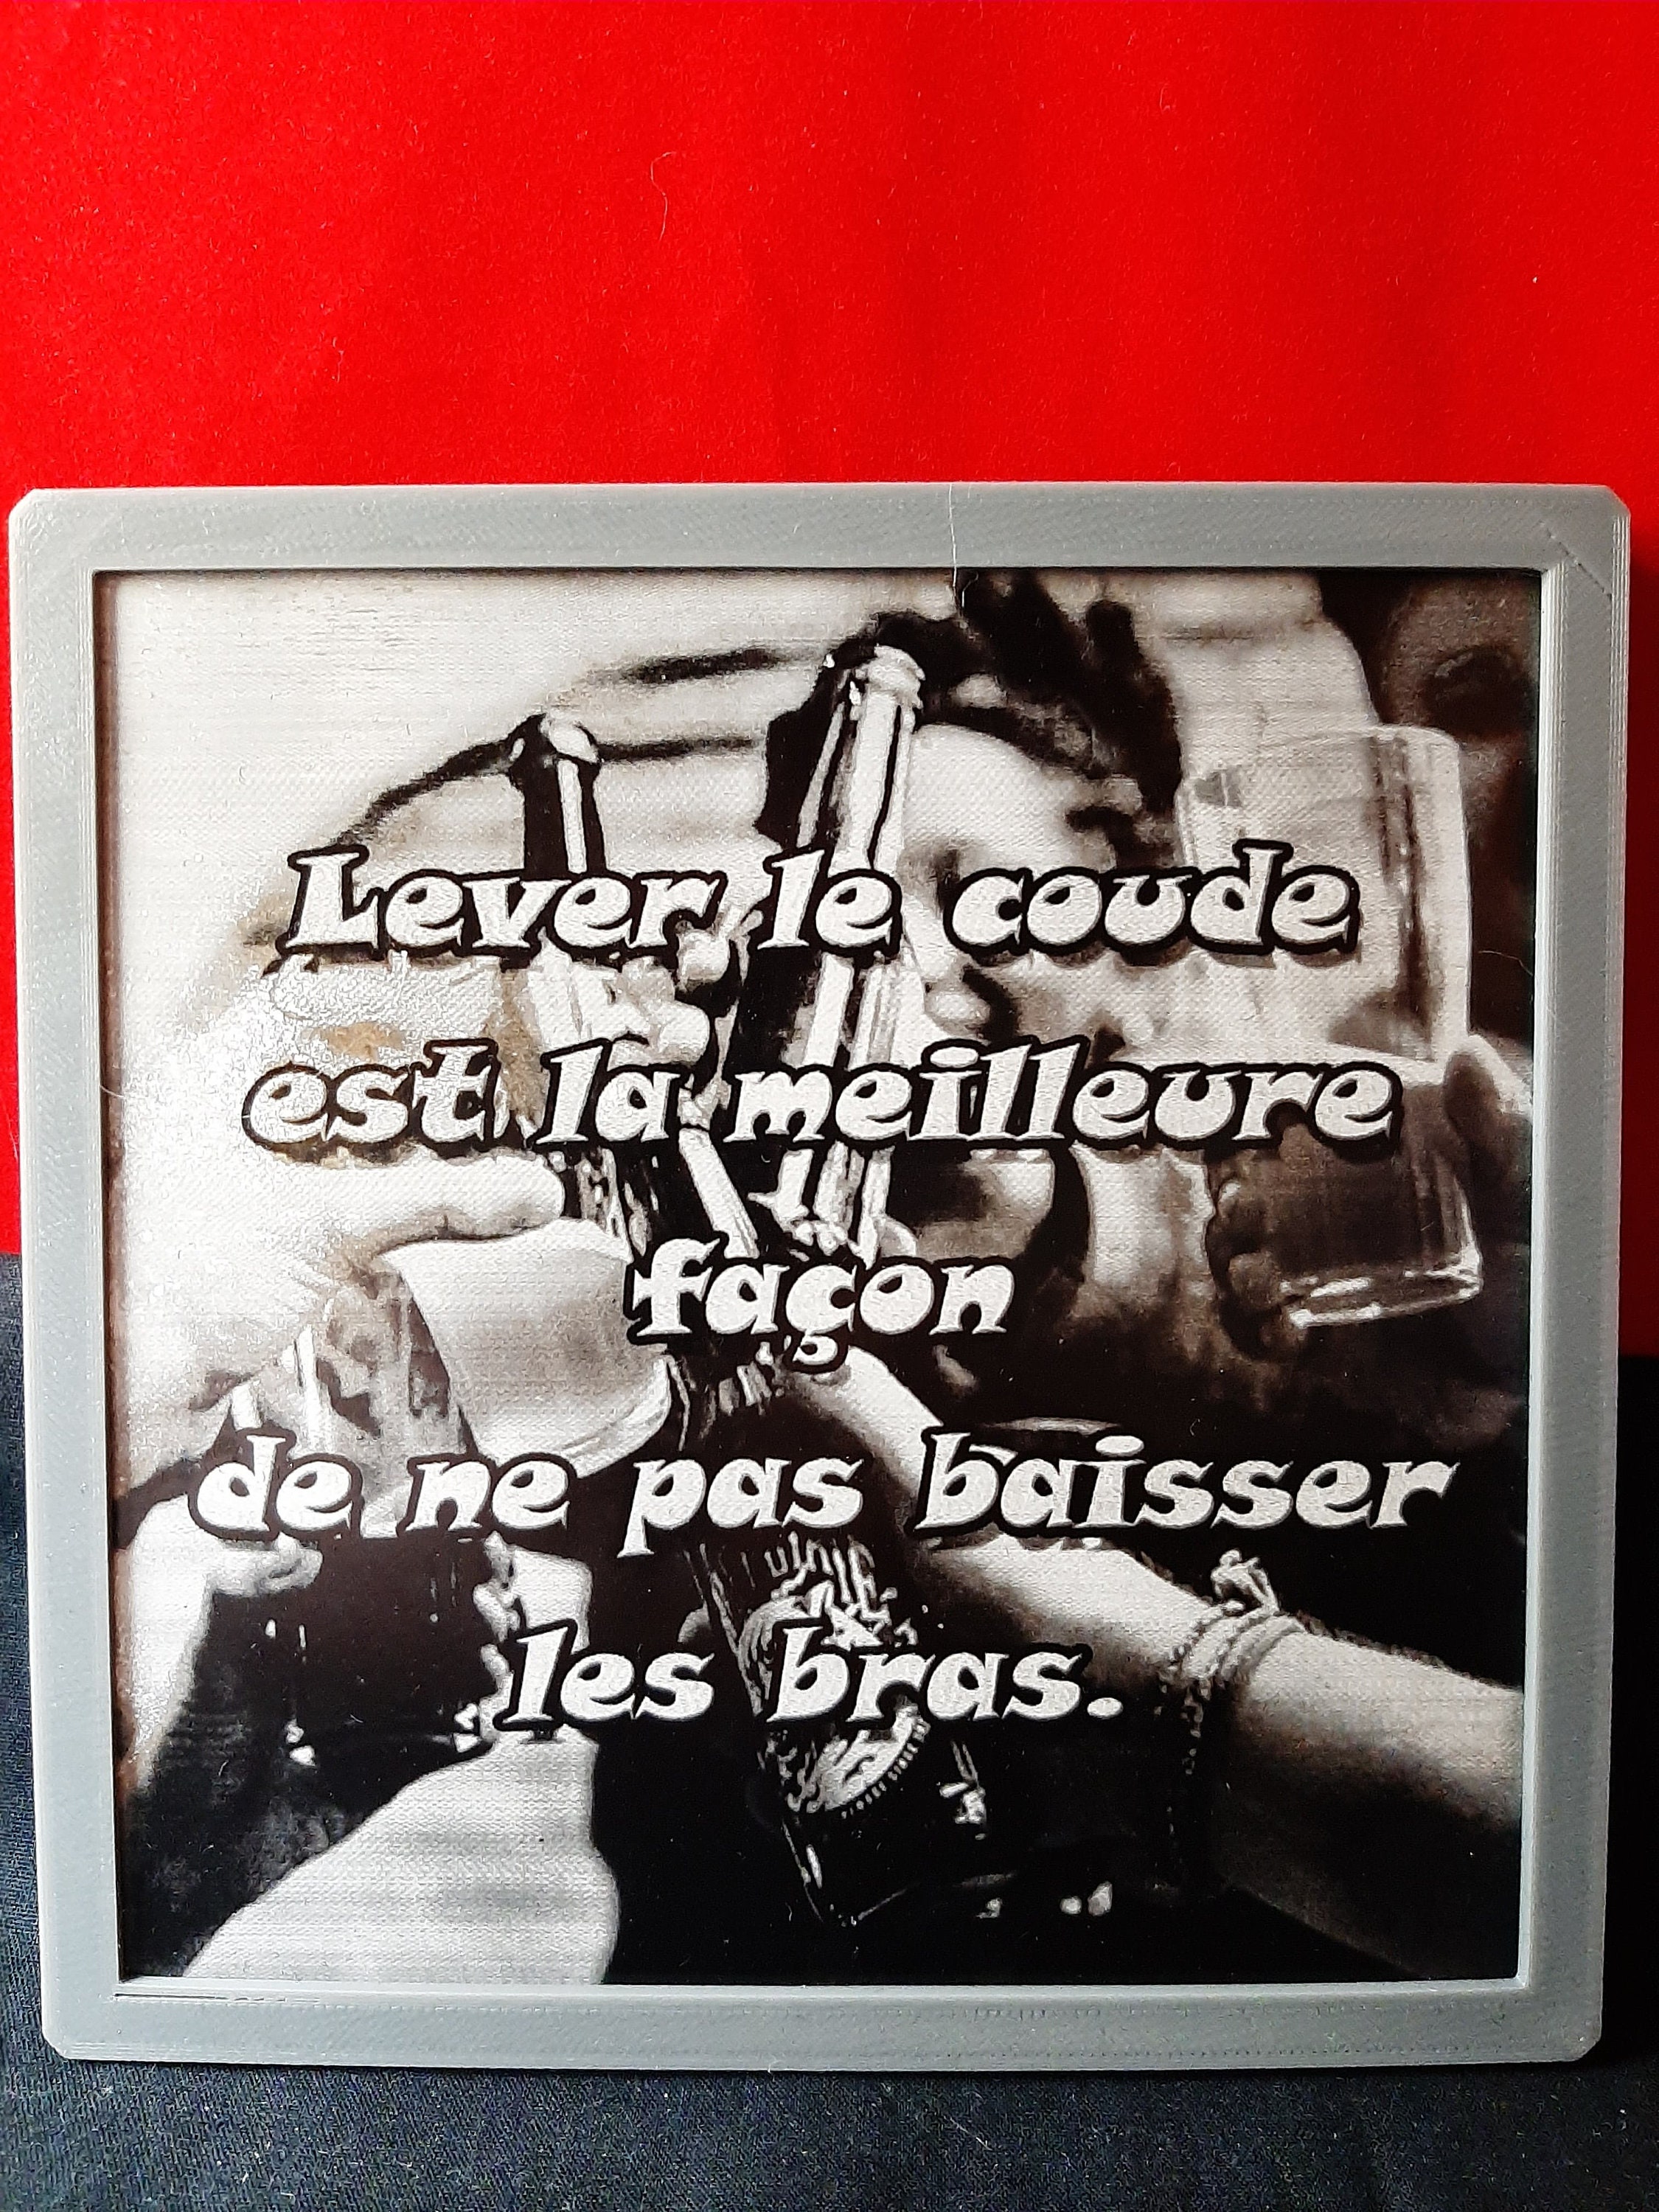 Lever le coude
est la meilleure
façon
de ne pas baisser
les bras.